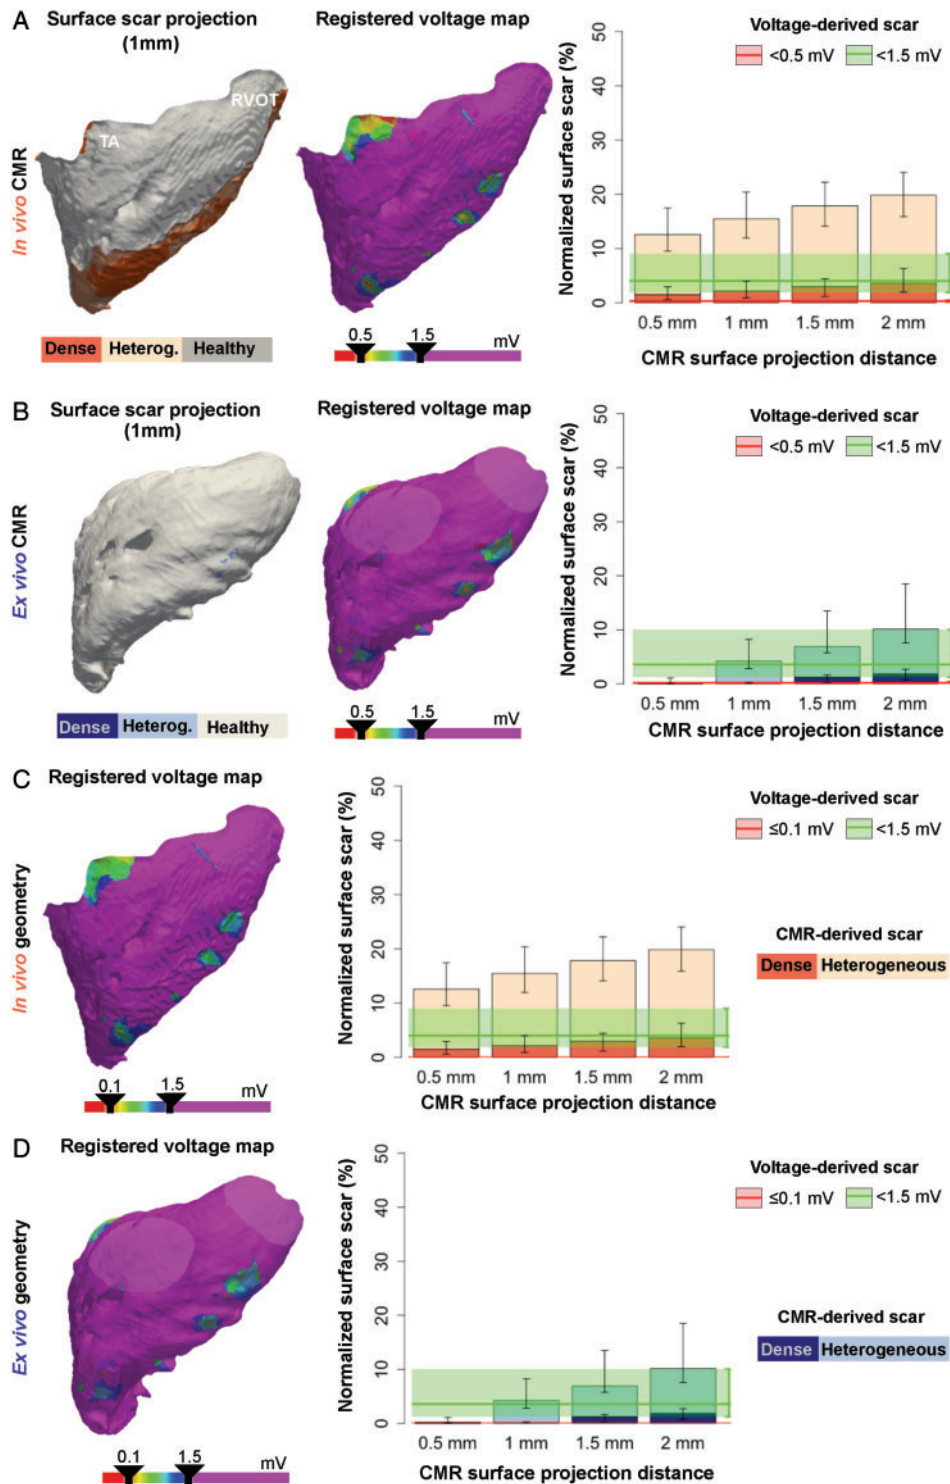 A
Surface scar projection
(1mm)
Registered voltage map
Voltage-derived scar
<0.5 mV
<1.5 mV
In vivo CMR
TA
RVOT
Normalized surface scar (%)
50
40
30
20
10
0
0.5 mm
1 mm
1.5 mm
2 mm
CMR surface projection distance
Dense
Heterog.
Healthy
0.5
1.5
mV
B
Surface scar projection
(1mm)
Registered voltage map
Voltage-derived scar
<0.5 mV
<1.5 mV
Ex vivo CMR
Normalized surface scar (%)
50
40
30
20
10
0
0.5 mm
1 mm
1.5 mm
2 mm
CMR surface projection distance
Dense
Heterog.
Healthy
0.5
1.5
mV
C
Registered voltage map
Voltage-derived scar
≤0.1 mV
<1.5 mV
In vivo geometry
Normalized surface scar (%)
50
40
30
20
10
0
CMR-derived scar
Dense
Heterogeneous
0.5 mm
1 mm
1.5 mm
2 mm
CMR surface projection distance
0.1
1.5
mV
D
Registered voltage map
Voltage-derived scar
≤0.1 mV
<1.5 mV
Ex vivo geometry
Normalized surface scar (%)
50
40
30
20
10
0
CMR-derived scar
Dense
Heterogeneous
0.5 mm
1 mm
1.5 mm
2 mm
CMR surface projection distance
0.1
1.5
mV